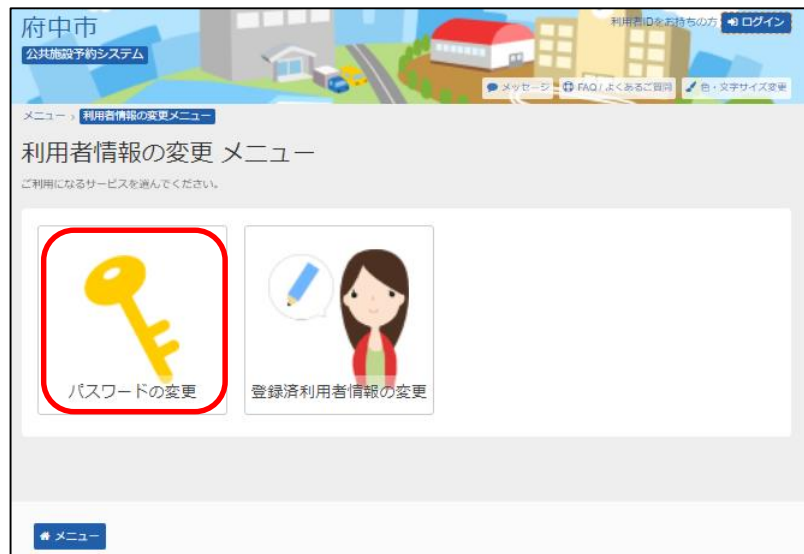 府中市
利用者IDをお持ちの方 ログイン
公共施設予約システム
メッセージ FAQ / よくあるご質問 色・文字サイズ変更
メニュー › 利用者情報の変更メニュー
利用者情報の変更 メニュー
ご利用になるサービスを選んでください。
パスワードの変更 登録済利用者情報の変更
メニュー